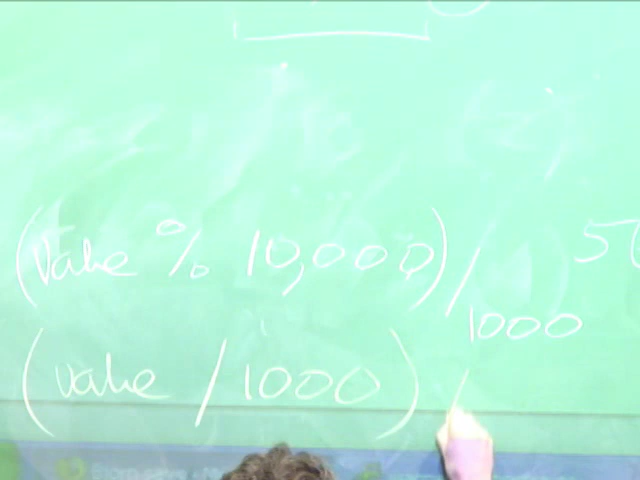 (value % 10,000) / 1000
(value / 1000)